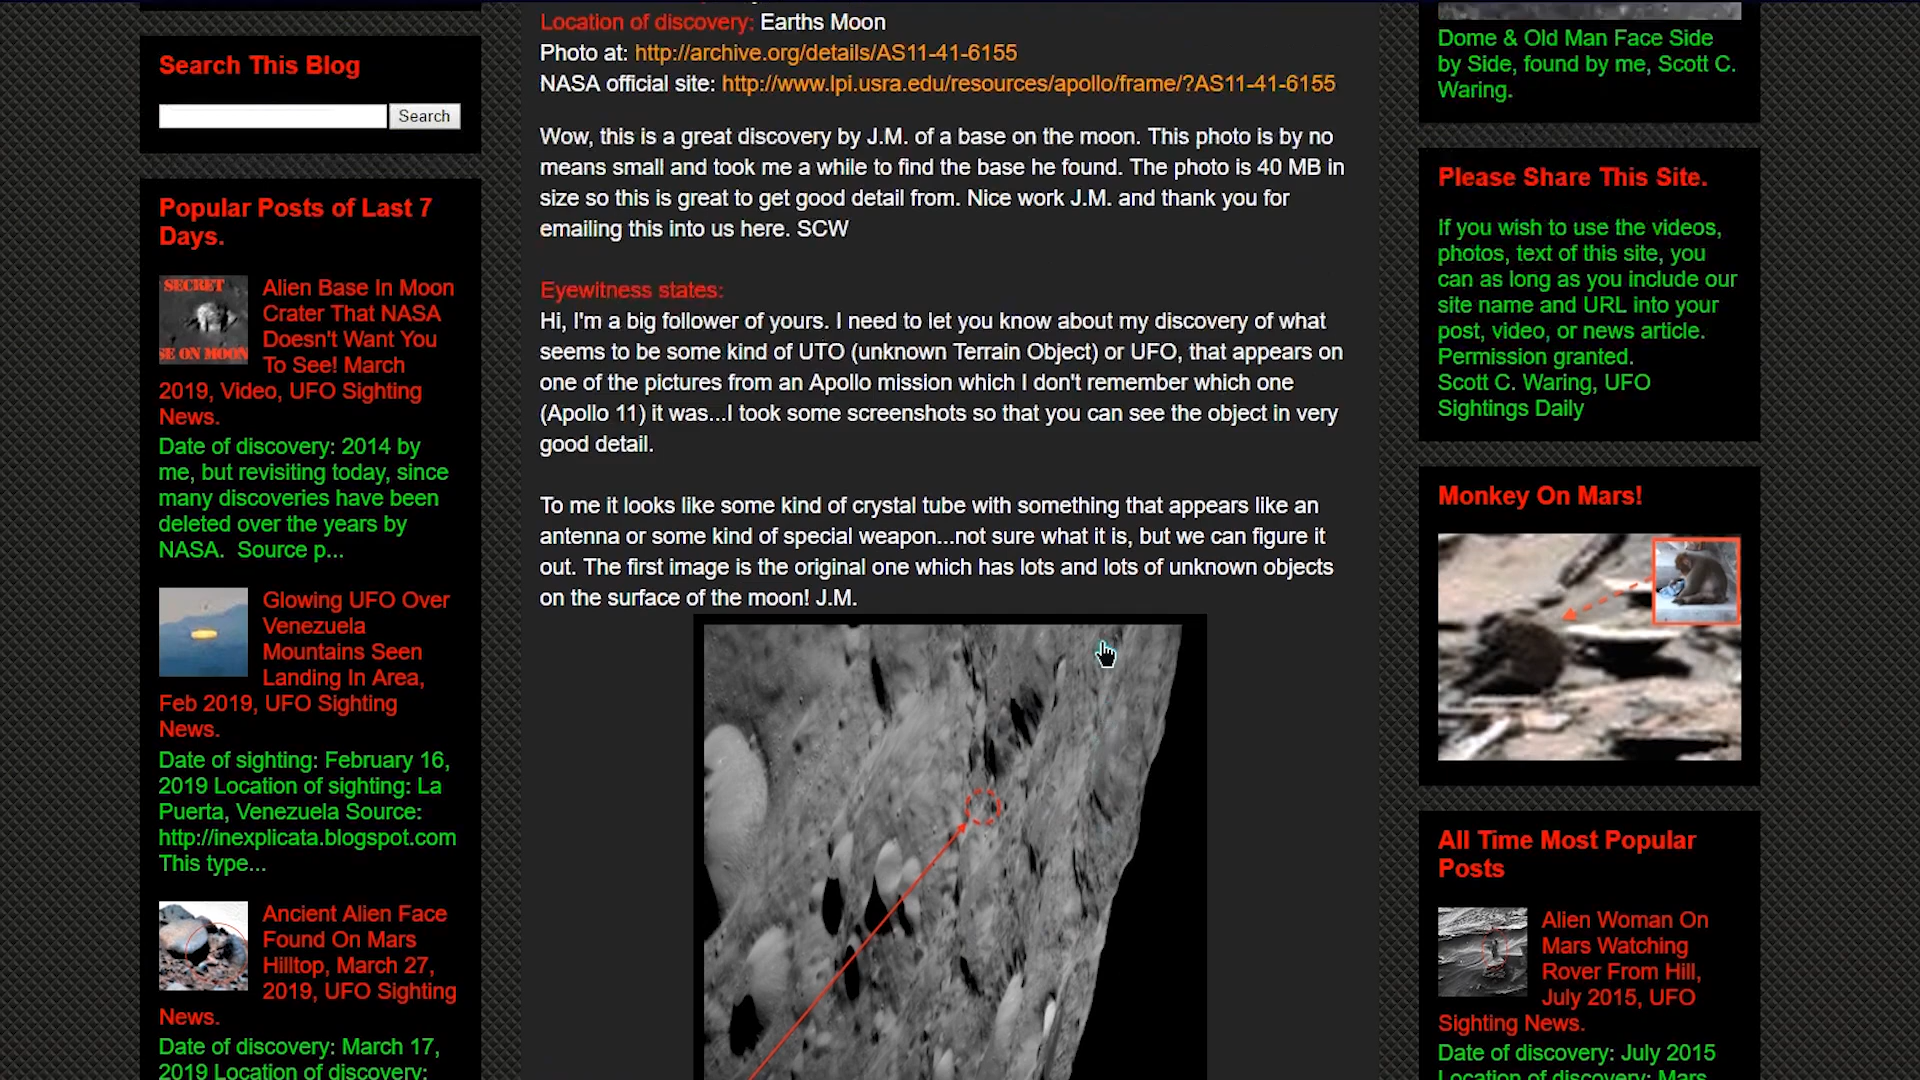 Search This Blog
Search
Popular Posts of Last 7
Days.
SECRET
SE ON MOON
Alien Base In Moon
Crater That NASA
Doesn't Want You
To See! March
2019, Video, UFO Sighting
News.
Date of discovery: 2014 by
me, but revisiting today, since
many discoveries have been
deleted over the years by
NASA.  Source p...
Glowing UFO Over
Venezuela
Mountains Seen
Landing In Area,
Feb 2019, UFO Sighting
News.
Date of sighting: February 16,
2019 Location of sighting: La
Puerta, Venezuela Source:
http://inexplicata.blogspot.com
This type...
Ancient Alien Face
Found On Mars
Hilltop, March 27,
2019, UFO Sighting
News.
Date of discovery: March 17,
2019 Location of discovery:
Location of discovery: Earths Moon
Photo at: http://archive.org/details/AS11-41-6155
NASA official site: http://www.lpi.usra.edu/resources/apollo/frame/?AS11-41-6155
Wow, this is a great discovery by J.M. of a base on the moon. This photo is by no
means small and took me a while to find the base he found. The photo is 40 MB in
size so this is great to get good detail from. Nice work J.M. and thank you for
emailing this into us here. SCW
Eyewitness states:
Hi, I'm a big follower of yours. I need to let you know about my discovery of what
seems to be some kind of UTO (unknown Terrain Object) or UFO, that appears on
one of the pictures from an Apollo mission which I don't remember which one
(Apollo 11) it was...I took some screenshots so that you can see the object in very
good detail.
To me it looks like some kind of crystal tube with something that appears like an
antenna or some kind of special weapon...not sure what it is, but we can figure it
out. The first image is the original one which has lots and lots of unknown objects
on the surface of the moon! J.M.
Dome & Old Man Face Side
by Side, found by me, Scott C.
Waring.
Please Share This Site.
If you wish to use the videos,
photos, text of this site, you
can as long as you include our
site name and URL into your
post, video, or news article.
Permission granted.
Scott C. Waring, UFO
Sightings Daily
Monkey On Mars!
All Time Most Popular
Posts
Alien Woman On
Mars Watching
Rover From Hill,
July 2015, UFO
Sighting News.
Date of discovery: July 2015
Location of discovery: Mars